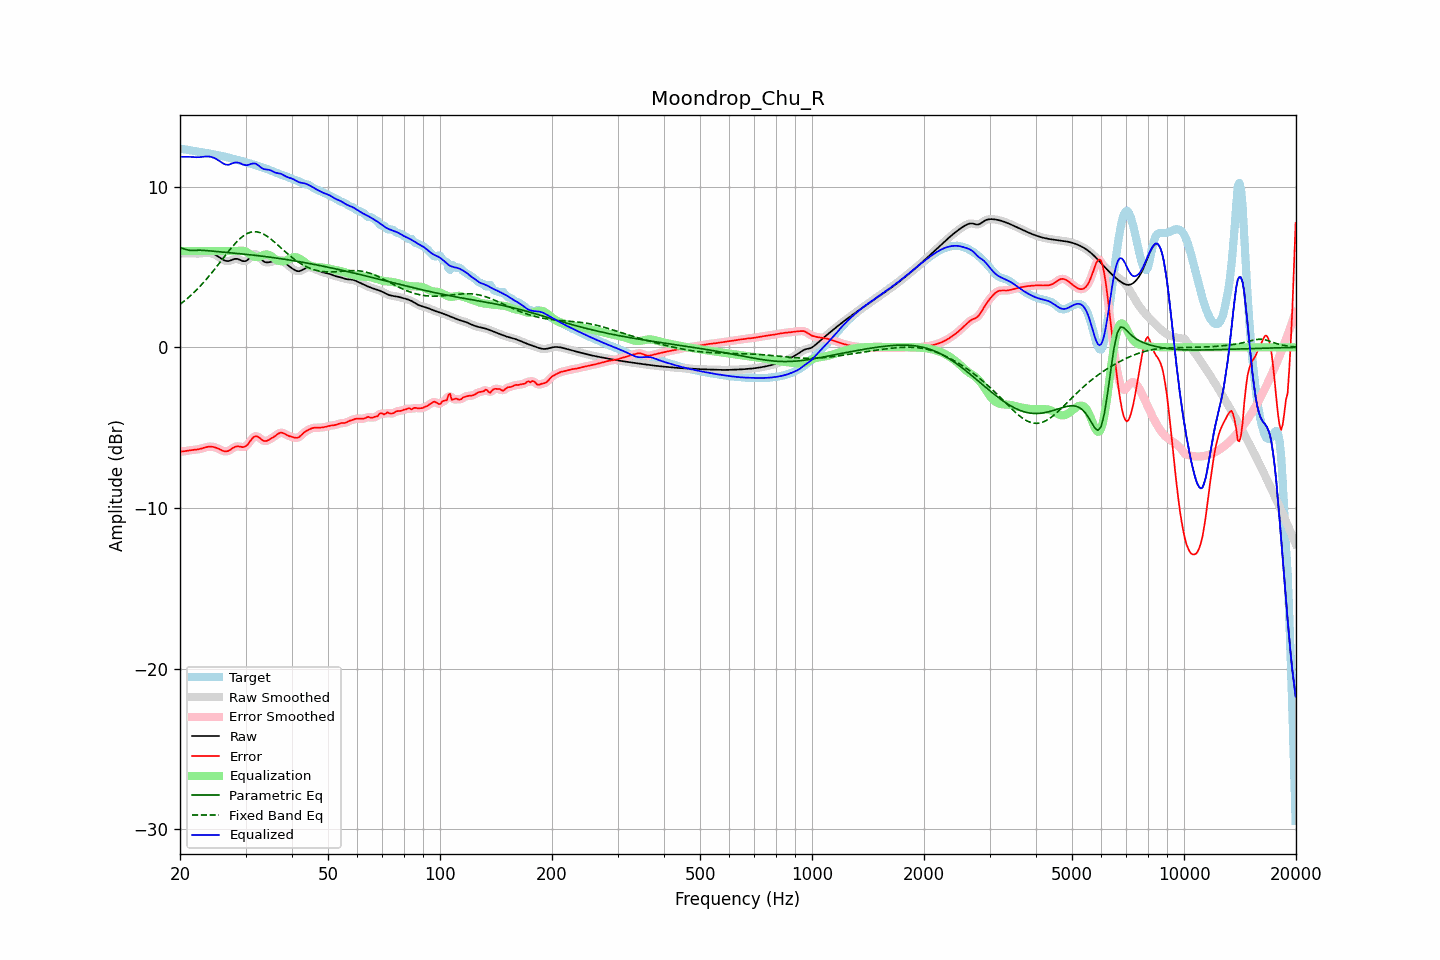 Moondrop_Chu_R
Amplitude (dBr)
10
0
−10
−20
−30
Target
Raw Smoothed
Error Smoothed
Raw
Error
Equalization
Parametric Eq
Fixed Band Eq
Equalized
20 50 100 200 500 1000 2000 5000 10000 20000
Frequency (Hz)